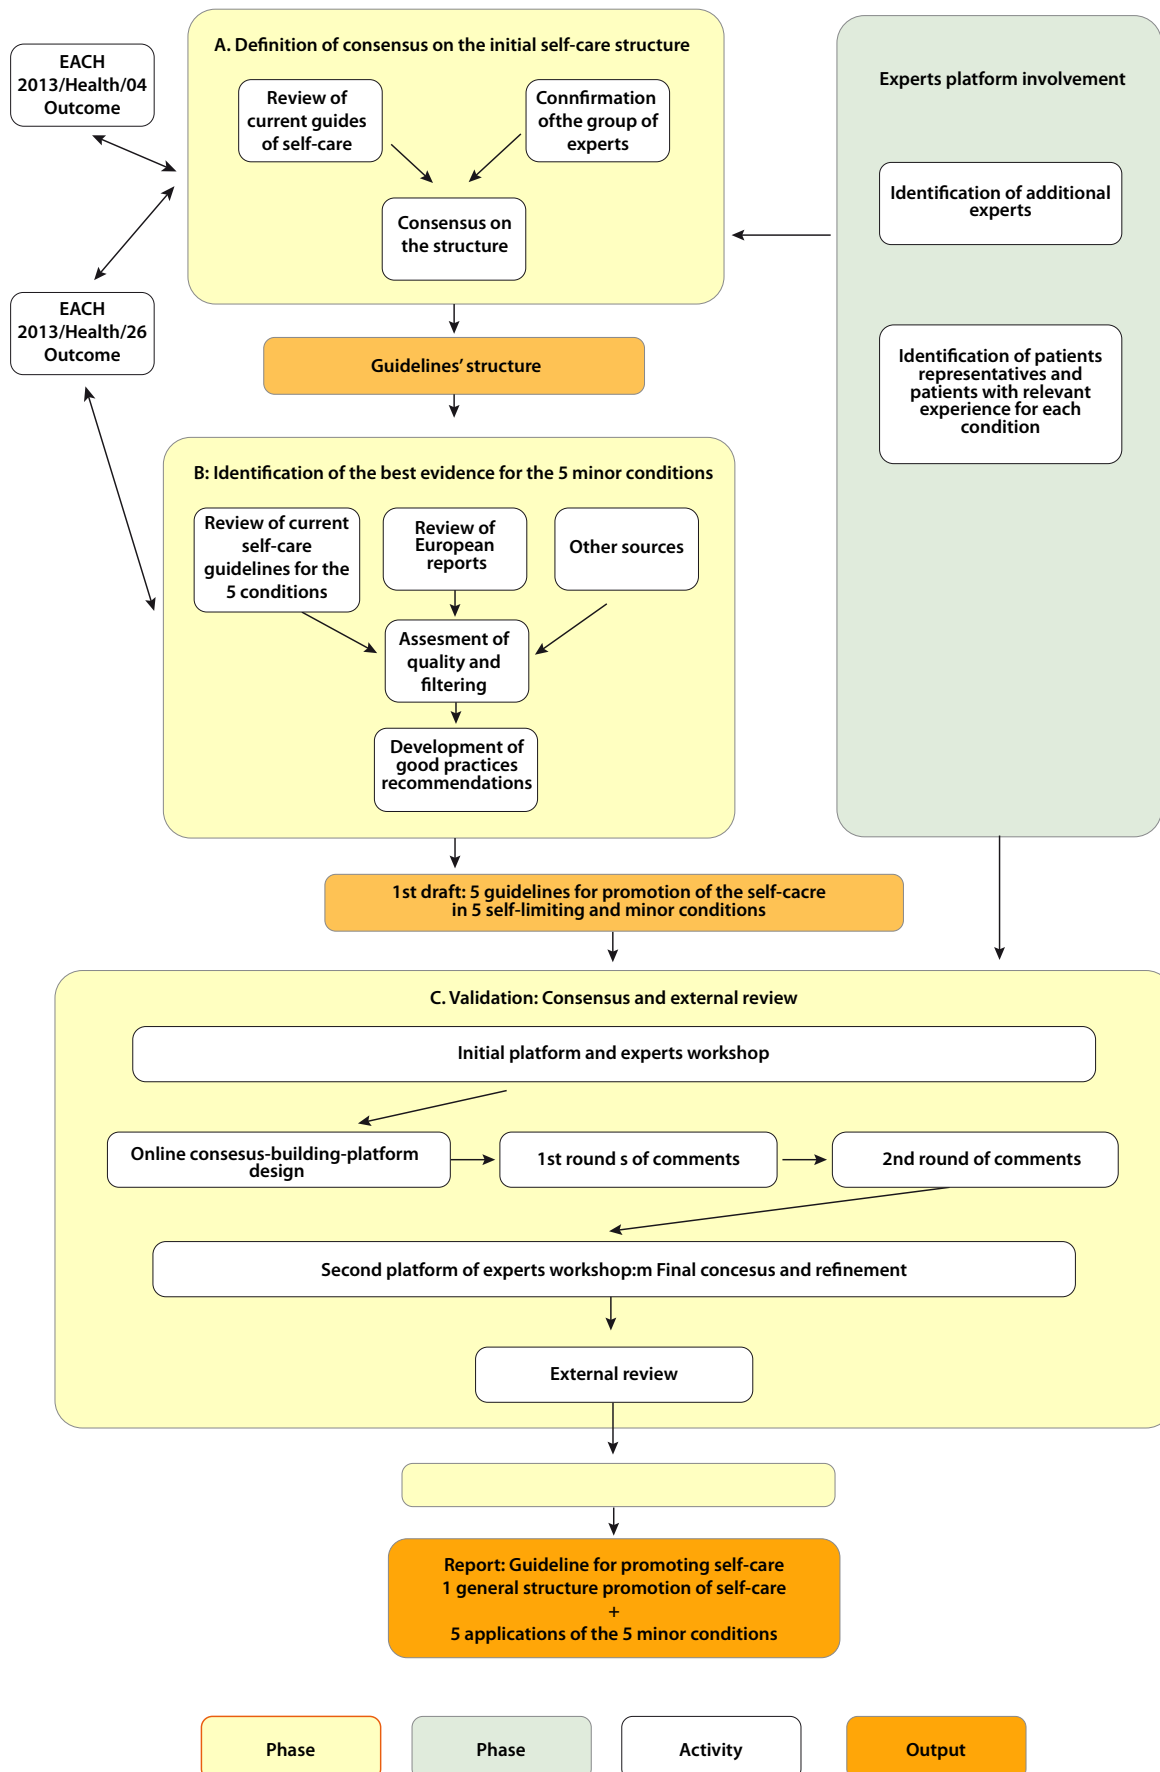 EACH
2013/Health/04
Outcome
A. Definition of consensus on the initial self-care structure
Review of
current guides
of self-care
Connfirmation
ofthe group of
experts
Consensus on
the structure
Experts platform involvement
Identification of additional
experts
Identification of patients
representatives and
patients with relevant
experience for each
condition
EACH
2013/Health/26
Outcome
Guidelines’ structure
B: Identification of the best evidence for the 5 minor conditions
Review of current
self-care
guidelines for the
5 conditions
Review of
European
reports
Other sources
Assesment of
quality and
filtering
Development of
good practices
recommendations
1st draft: 5 guidelines for promotion of the self-cacre
in 5 self-limiting and minor conditions
C. Validation: Consensus and external review
Initial platform and experts workshop
Online consesus-building-platform
design
1st round s of comments
2nd round of comments
Second platform of experts workshop:m Final concesus and refinement
External review
Report: Guideline for promoting self-care
1 general structure promotion of self-care
+
5 applications of the 5 minor conditions
Phase
Phase
Activity
Output